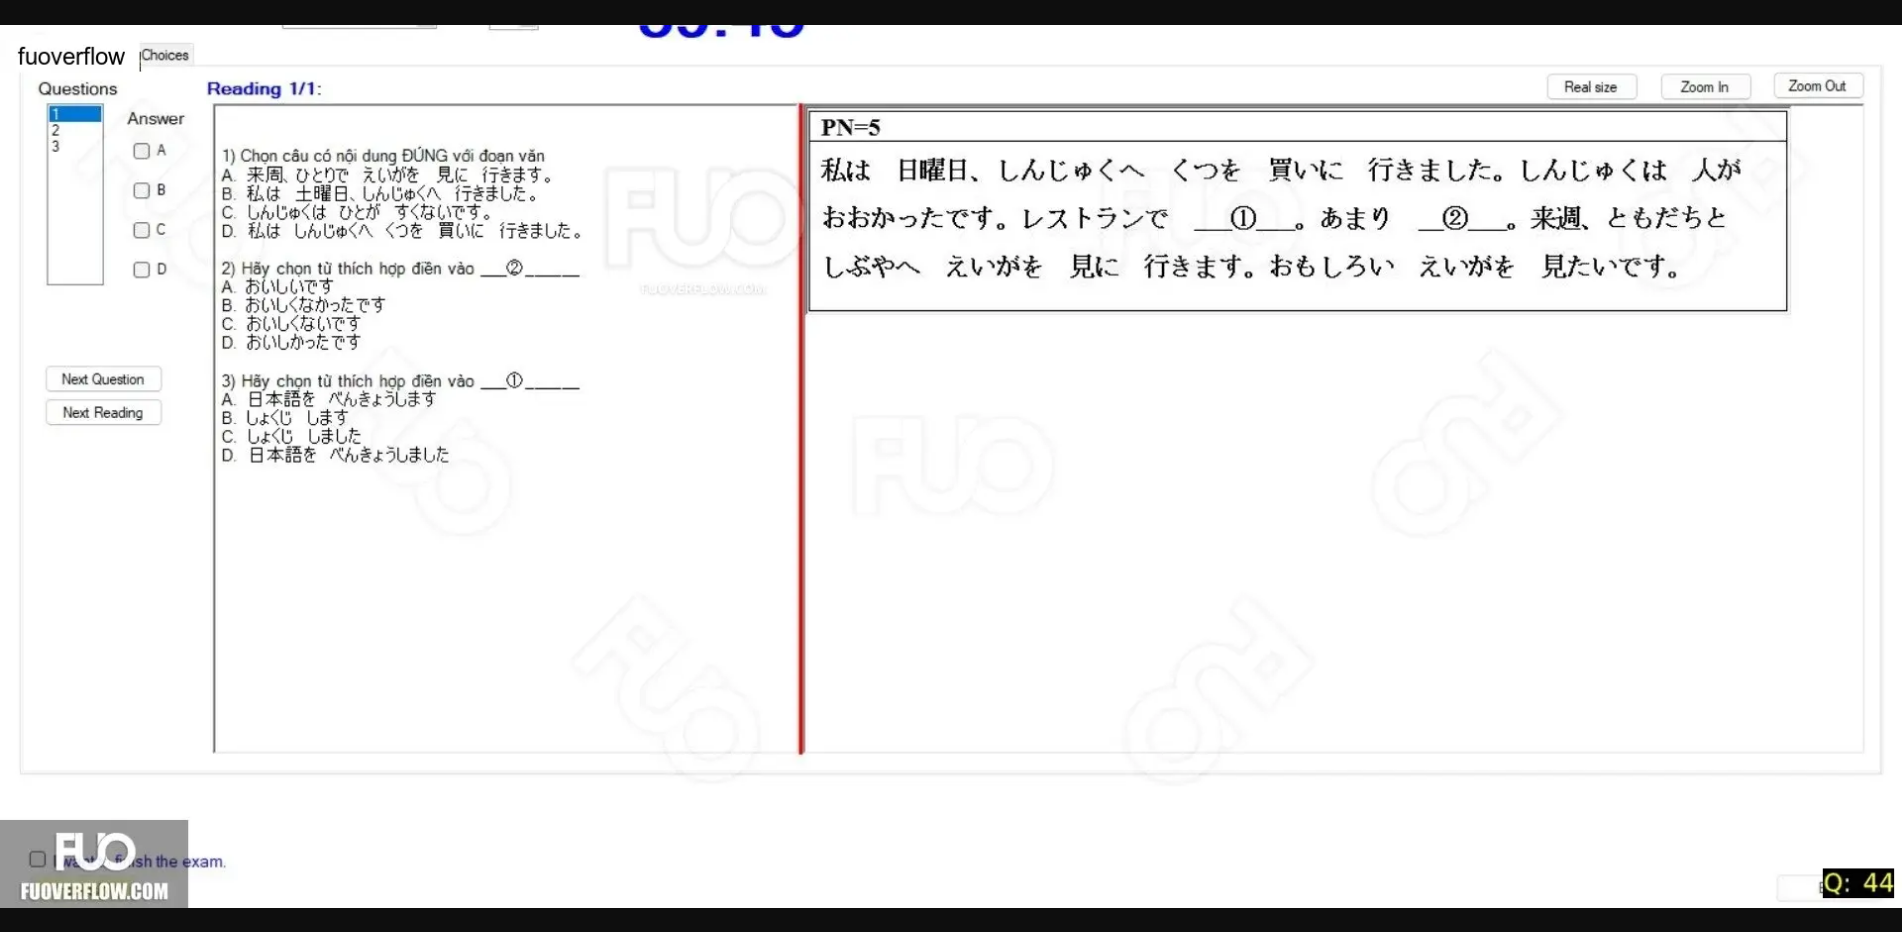 fuoverflow
Choices
Questions
Reading 1/1:
Real size
Zoom In
Zoom Out
1
2
3
Answer
A
B
C
D
Next Question
Next Reading
1) Chọn câu có nội dung ĐÚNG với đoạn văn
A. 来周、ひとりで えいがを 見に 行きます。
B. 私は 土曜日、しんじゅくへ 行きました。
C. しんじゅくは ひとが すくないです。
D. 私は しんじゅくへ くつを 買いに 行きました。
2) Hãy chọn từ thích hợp điền vào ___②______
A. おいしいです
B. おいしくなかったです
C. おいしくないです
D. おいしかったです
3) Hãy chọn từ thích hợp điền vào ___①______
A. 日本語を べんきょうします
B. しょくじ します
C. しょくじ しました
D. 日本語を べんきょうしました
PN=5
私は 日曜日、しんじゅくへ くつを 買いに 行きました。しんじゅくは 人が
おおかったです。レストランで ___①___。あまり __②___。来週、ともだちと
しぶやへ えいがを 見に 行きます。おもしろい えいがを 見たいです。
FUO
FUOVERFLOW.COM
FUO
FUO
FUO
FUO
FUO
FUO
FUOVERFLOW.COM
finish the exam.
Q: 44